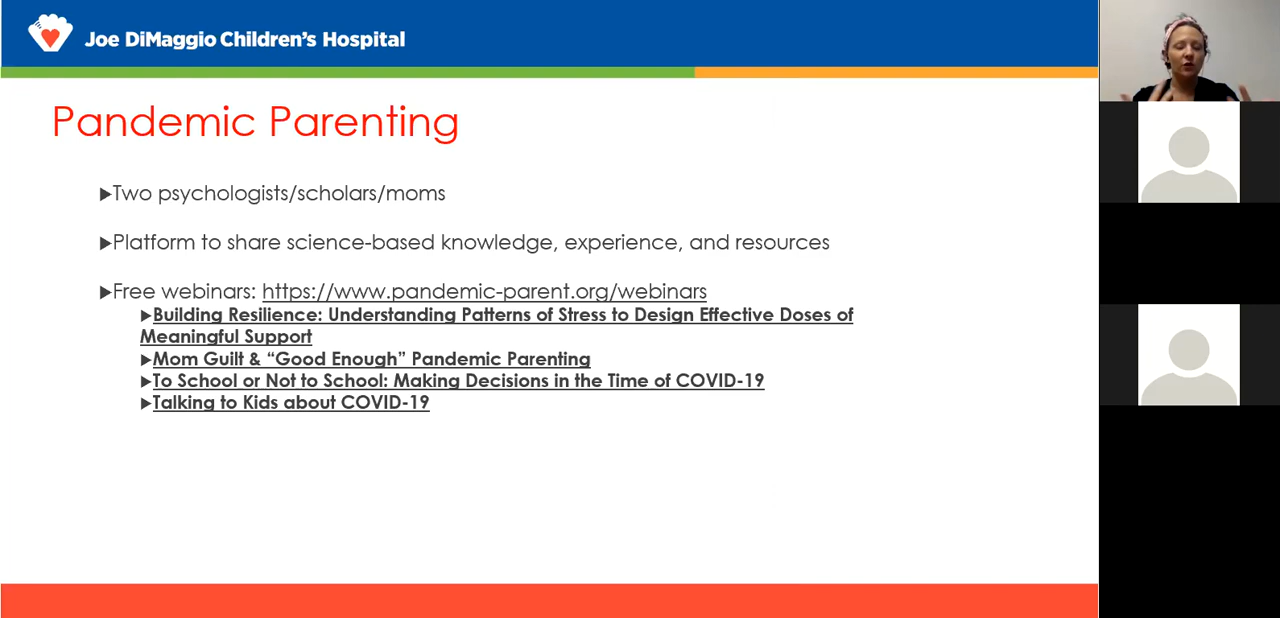 Joe DiMaggio Children's Hospital
Pandemic Parenting
Two psychologists/scholars/moms
Platform to share science-based knowledge, experience, and resources
Free webinars: https://www.pandemic-parent.org/webinars
Building Resilience: Understanding Patterns of Stress to Design Effective Doses of
Meaningful Support
Mom Guilt & “Good Enough” Pandemic Parenting
To School or Not to School: Making Decisions in the Time of COVID-19
Talking to Kids about COVID-19